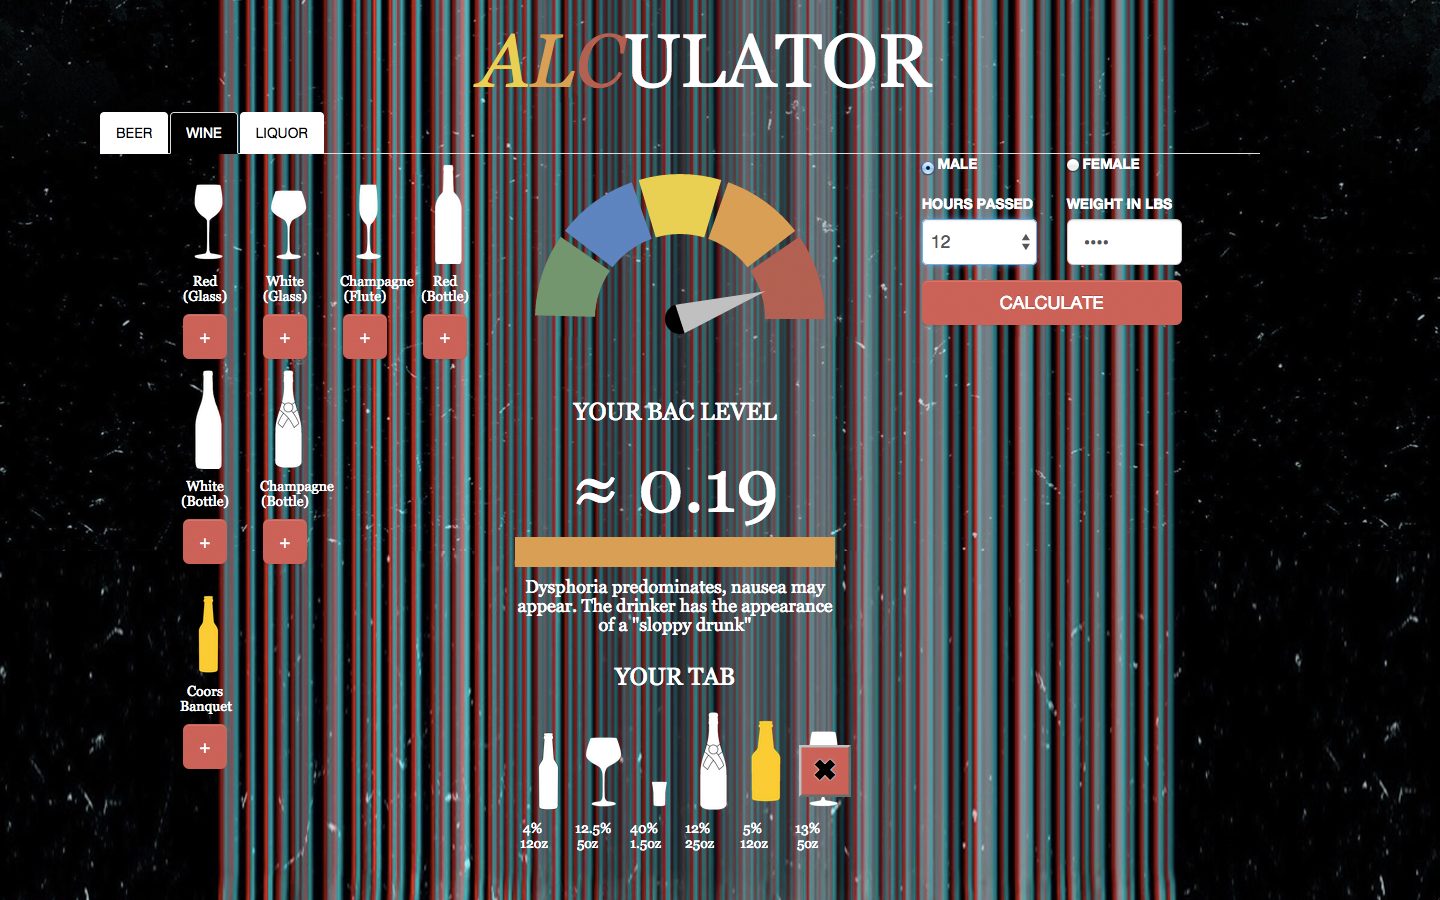 ALCULATOR
BEER WINE LIQUOR
MALE FEMALE
HOURS PASSED WEIGHT IN LBS
12 ••••
CALCULATE
Red White Champagne Red
(Glass) (Glass) (Flute) (Bottle)
+ + + +
YOUR BAC LEVEL
≈ 0.19
White Champagne
(Bottle) (Bottle)
+ +
Dysphoria predominates, nausea may
appear. The drinker has the appearance
of a "sloppy drunk"
YOUR TAB
Coors
Banquet
+
4% 12.5% 40% 12% 5% 13%
12oz 5oz 1.5oz 25oz 12oz 5oz